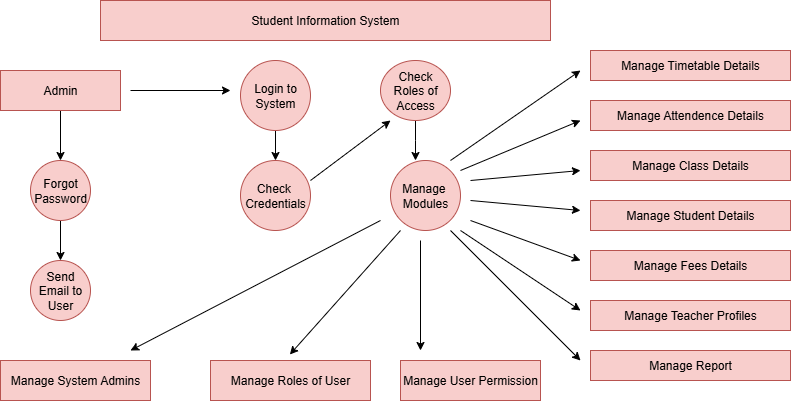 Student Information System
Admin
Login to
System
Check
Roles of
Access
Manage Timetable Details
Manage Attendence Details
Manage Class Details
Manage Student Details
Manage Fees Details
Manage Teacher Profiles
Manage Report
Forgot
Password
Check
Credentials
Manage
Modules
Send
Email to
User
Manage System Admins
Manage Roles of User
Manage User Permission